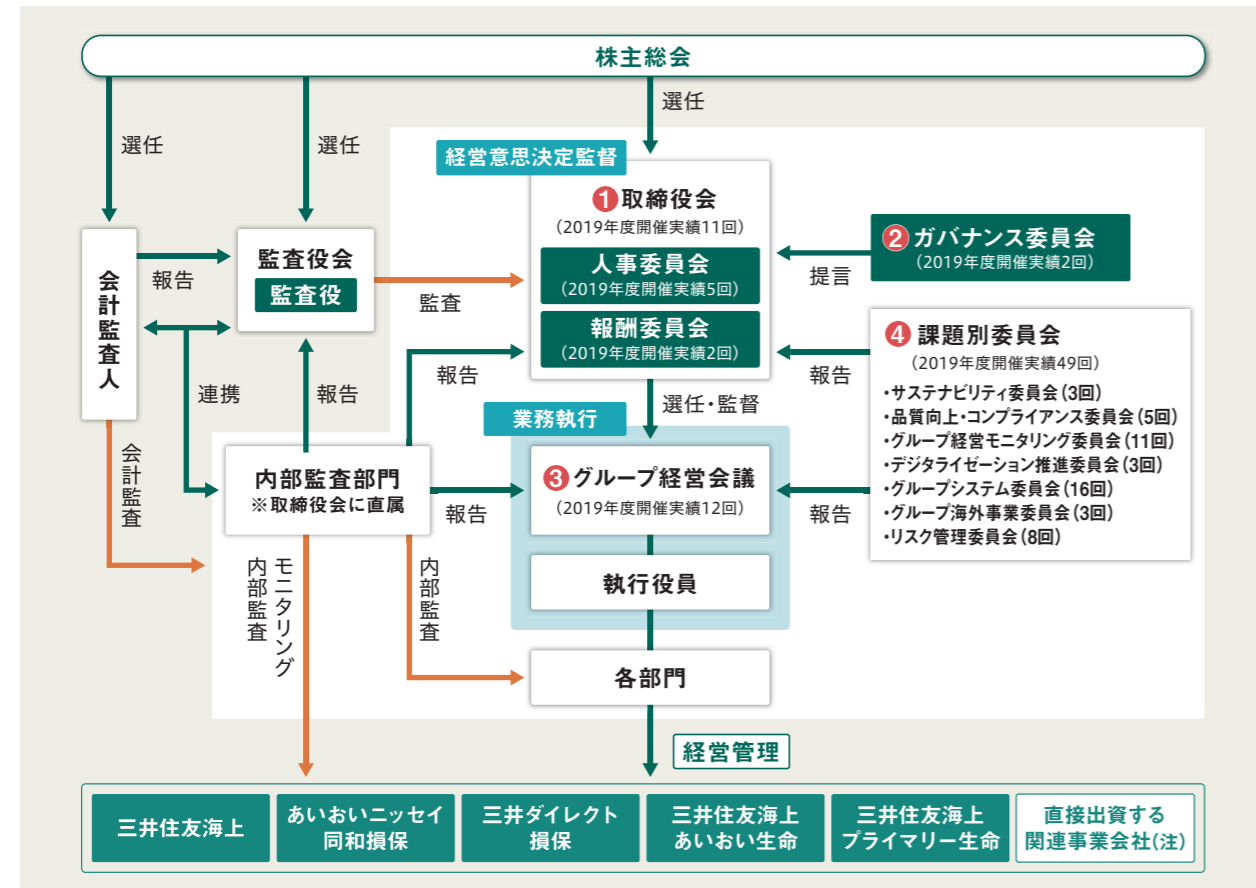 株主総会
選任
選任
選任
経営意思決定監督
❶取締役会
(2019年度開催実績11回)
人事委員会
(2019年度開催実績5回)
報酬委員会
(2019年度開催実績2回)
❷ガバナンス委員会
(2019年度開催実績2回)
提言
会計監査人
報告
監査役会
監査役
監査
連携
報告
報告
報告
❹課題別委員会
(2019年度開催実績49回)
・サステナビリティ委員会(3回)
・品質向上・コンプライアンス委員会(5回)
・グループ経営モニタリング委員会(11回)
・デジタライゼーション推進委員会(3回)
・グループシステム委員会(16回)
・グループ海外事業委員会(3回)
・リスク管理委員会(8回)
選任・監督
業務執行
会計監査
内部監査部門
※取締役会に直属
報告
❸グループ経営会議
(2019年度開催実績12回)
報告
執行役員
モニタリング
内部監査
内部監査
各部門
経営管理
三井住友海上
あいおいニッセイ
同和損保
三井ダイレクト
損保
三井住友海上
あいおい生命
三井住友海上
プライマリー生命
直接出資する
関連事業会社(注)